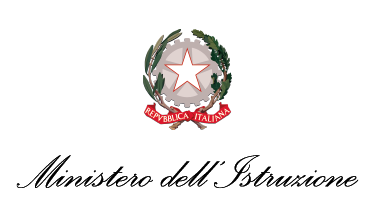 REPVBBLICA ITALIANA
Ministero dell'Istruzione